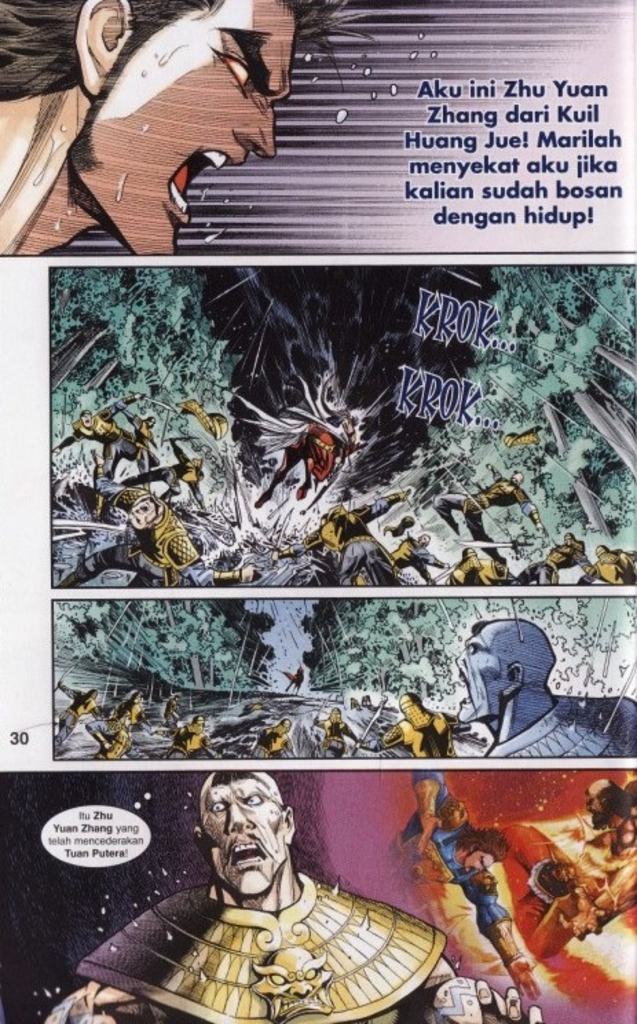 Aku ini Zhu Yuan
Zhang dari Kuil
Huang Jue! Marilah
menyekat aku jika
kalian sudah bosan
dengan hidup!
KROK...
KROK...
30
Itu Zhu
Yuan Zhang yang
telah mencederakan
Tuan Putera!